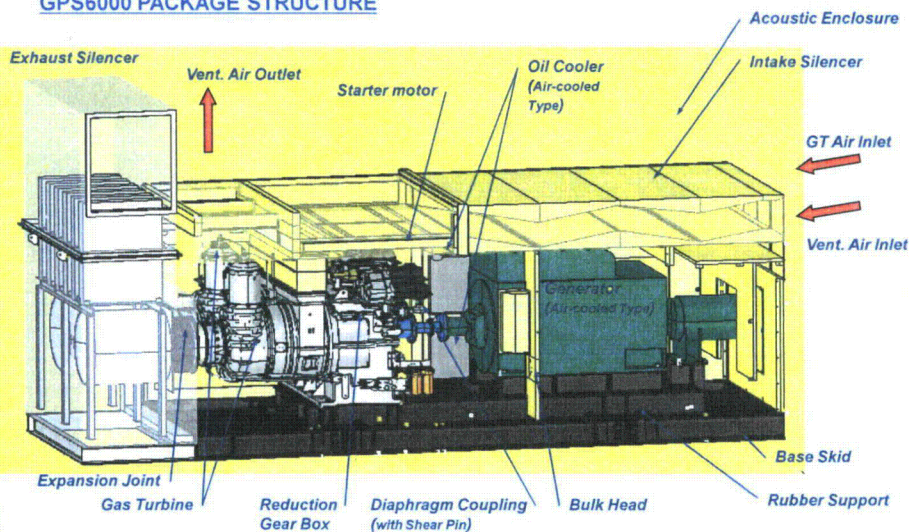 GPS6000 PACKAGE STRUCTURE
Acoustic Enclosure
Exhaust Silencer
Vent. Air Outlet
Oil Cooler
(Air-cooled
Type)
Intake Silencer
Starter motor
GT Air Inlet
Vent. Air Inlet
Generator
(Air-cooled Type)
Base Skid
Expansion Joint
Gas Turbine
Reduction
Gear Box
Diaphragm Coupling
(with Shear Pin)
Bulk Head
Rubber Support